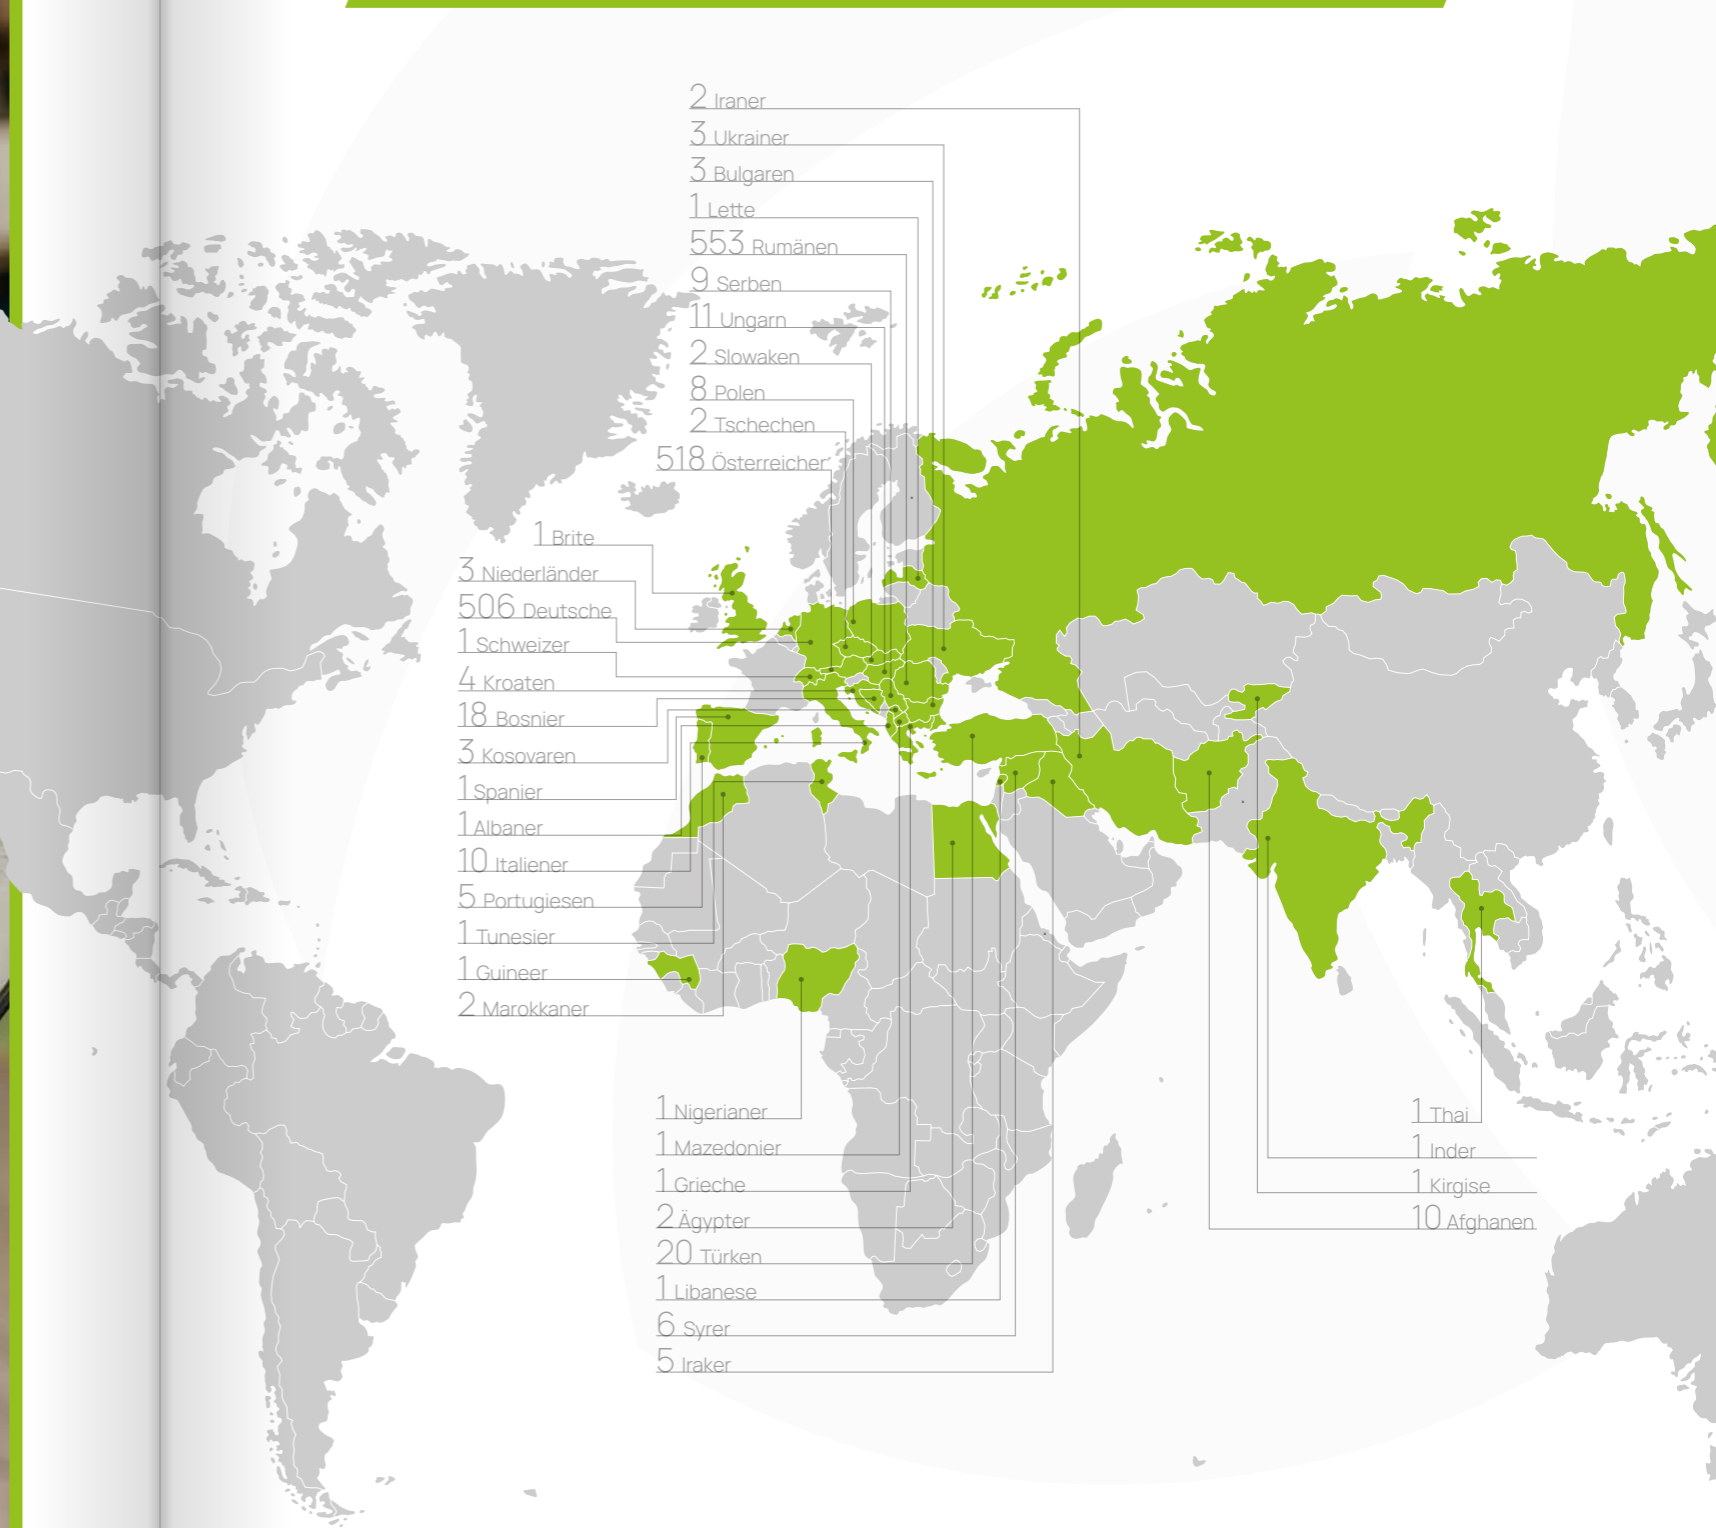 2 Iraner
3 Ukrainer
3 Bulgaren
1 Lette
553 Rumänen
9 Serben
11 Ungarn
2 Slowaken
8 Polen
2 Tschechen
518 Österreicher
1 Brite
3 Niederländer
506 Deutsche
1 Schweizer
4 Kroaten
18 Bosnier
3 Kosovaren
1 Spanier
1 Albaner
10 Italiener
5 Portugiesen
1 Tunesier
1 Guineer
2 Marokkaner
1 Nigerianer
1 Mazedonier
1 Grieche
2 Ägypter
20 Türken
1 Libanese
6 Syrer
5 Iraker
1 Thai
1 Inder
1 Kirgise
10 Afghanen